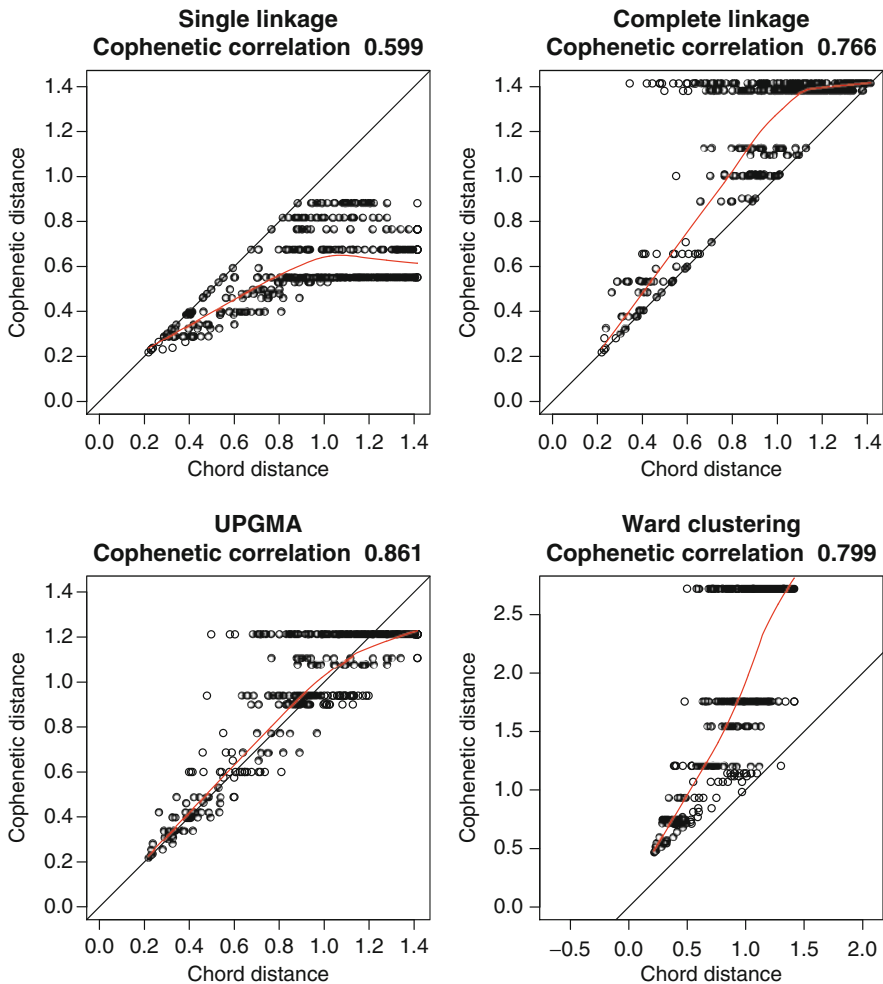 Single linkage
Cophenetic correlation 0.599
1.4
1.2
1.0
0.8
0.6
0.4
0.2
0.0
Cophenetic distance
0.0 0.2 0.4 0.6 0.8 1.0 1.2 1.4
Chord distance
Complete linkage
Cophenetic correlation 0.766
1.4
1.2
1.0
0.8
0.6
0.4
0.2
0.0
Cophenetic distance
0.0 0.2 0.4 0.6 0.8 1.0 1.2 1.4
Chord distance
UPGMA
Cophenetic correlation 0.861
1.4
1.2
1.0
0.8
0.6
0.4
0.2
0.0
Cophenetic distance
0.0 0.2 0.4 0.6 0.8 1.0 1.2 1.4
Chord distance
Ward clustering
Cophenetic correlation 0.799
2.5
2.0
1.5
1.0
0.5
0.0
Cophenetic distance
−0.5 0.0 0.5 1.0 1.5 2.0
Chord distance